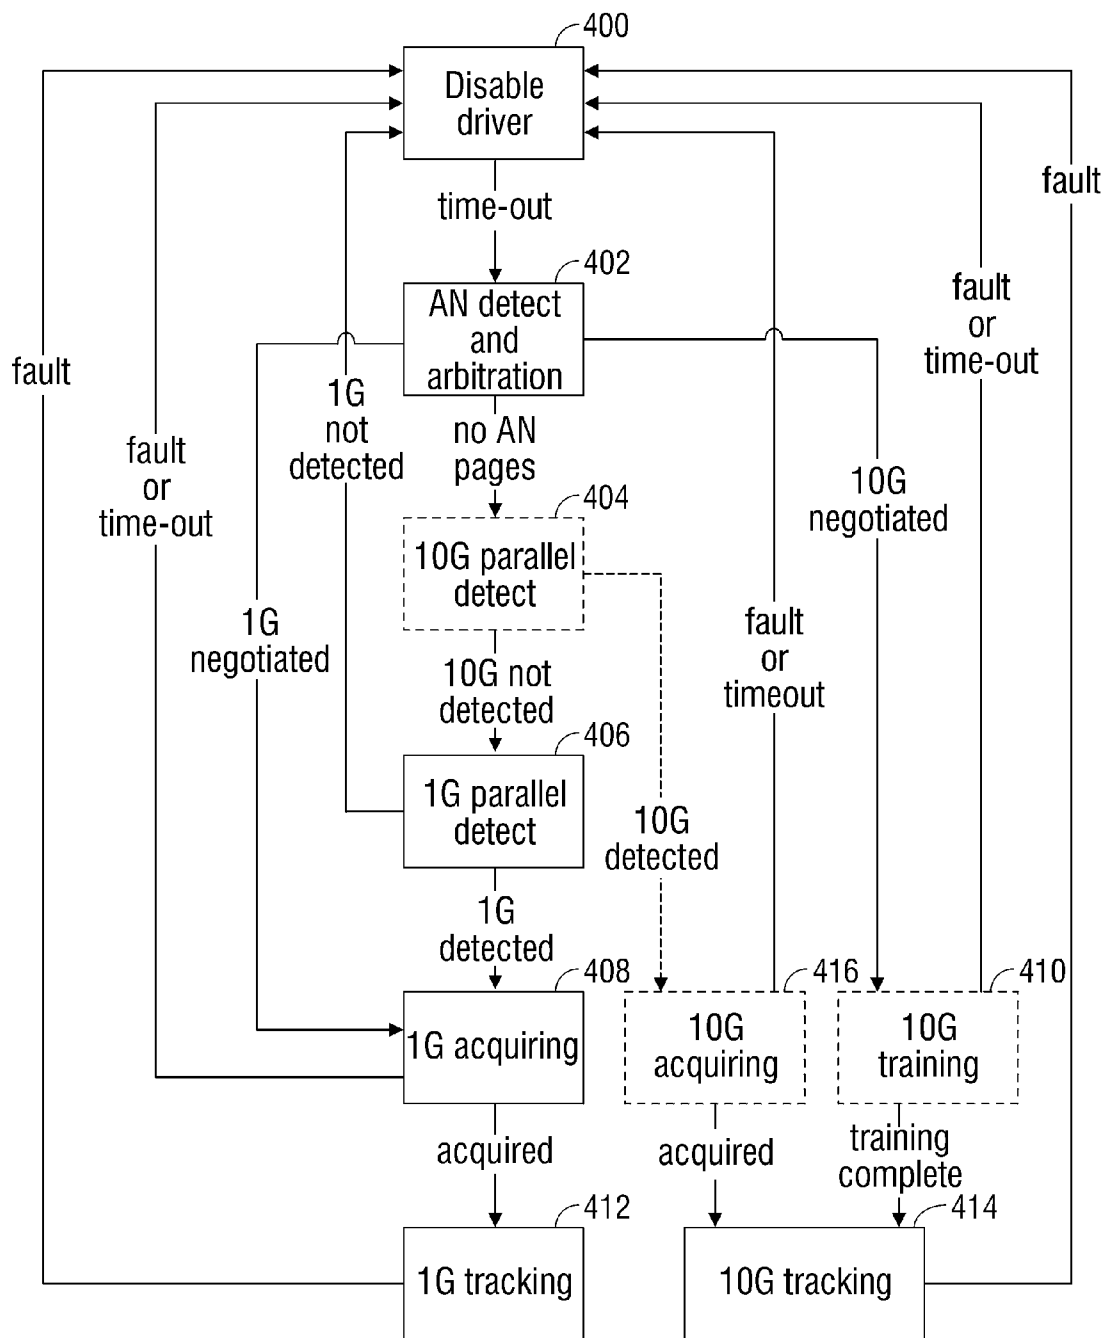 400
Disable
driver
time-out
fault
402
AN detect
and
arbitration
fault
or
time-out
fault
1G
not
detected
no AN
pages
fault
or
time-out
10G
negotiated
404
10G parallel
detect
1G
negotiated
fault
or
timeout
10G not
detected
406
1G parallel
detect
10G
detected
1G
detected
408
1G acquiring
416
10G
acquiring
410
10G
training
acquired
acquired
training
complete
412
1G tracking
414
10G tracking